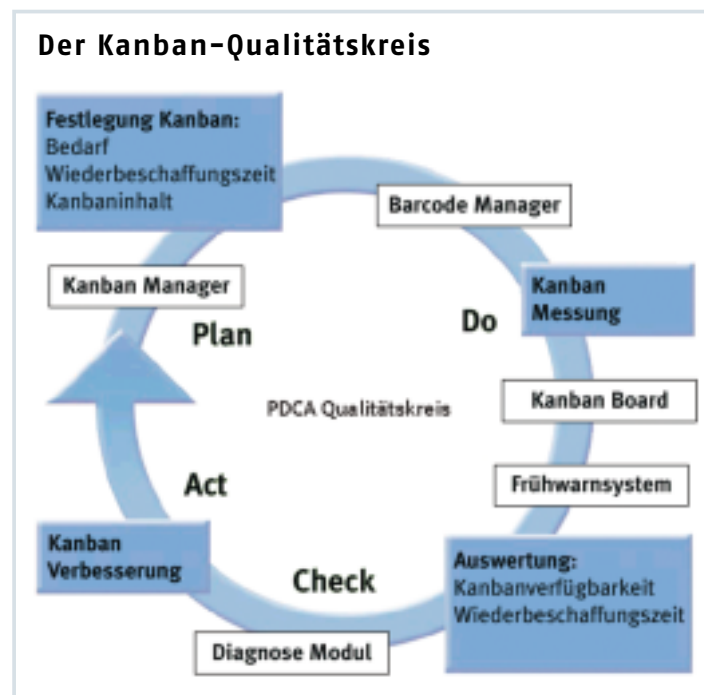 Der Kanban-Qualitätskreis
Festlegung Kanban:
Bedarf
Wiederbeschaffungszeit
Kanbaninhalt
Barcode Manager
Kanban Manager
Kanban
Messung
Plan
Do
PDCA Qualitätskreis
Kanban Board
Frühwarnsystem
Act
Kanban
Verbesserung
Check
Auswertung:
Kanbanverfügbarkeit
Wiederbeschaffungszeit
Diagnose Modul